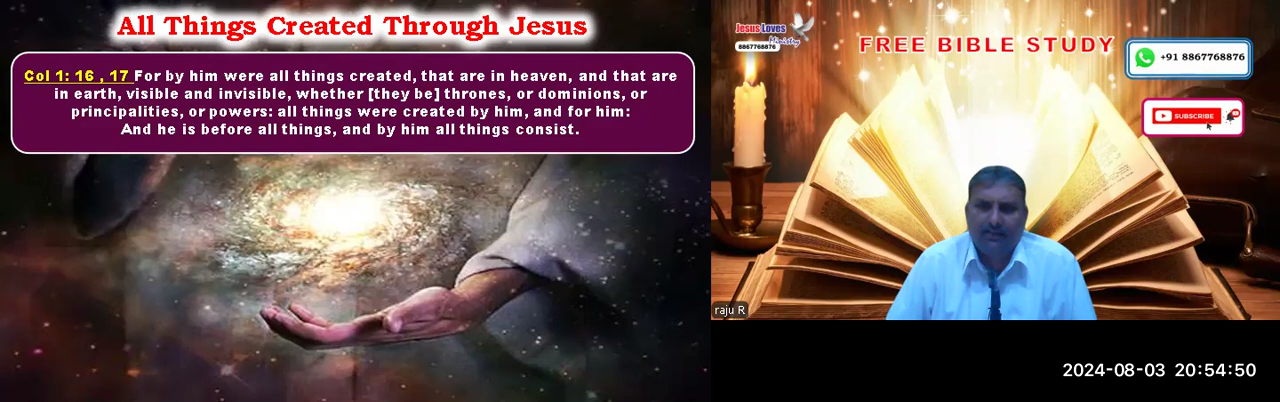 All Things Created Through Jesus
Col 1: 16 , 17 For by him were all things created, that are in heaven, and that are
in earth, visible and invisible, whether [they be] thrones, or dominions, or
principalities, or powers: all things were created by him, and for him:
And he is before all things, and by him all things consist.
Jesus Loves
Ministry
8867768876
FREE BIBLE STUDY
+91 8867768876
SUBSCRIBE
raju R
2024-08-03 20:54:50